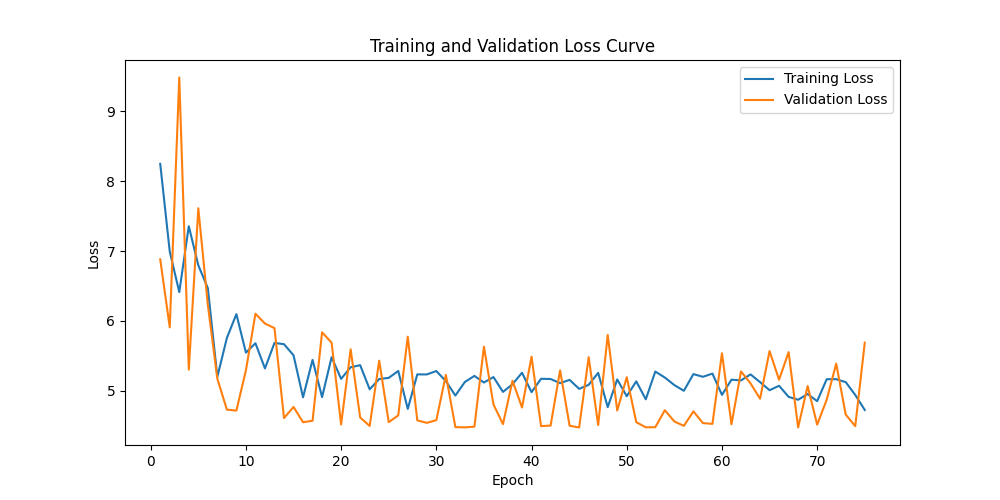 Training and Validation Loss Curve
Training Loss
Validation Loss
9
8
7
6
5
Loss
0 10 20 30 40 50 60 70
Epoch